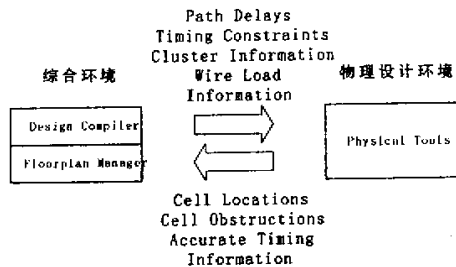 Path Delays
Timing Constraints
Cluster Information
Wire Load
Information
综合环境
物理设计环境
Design Compiler
Floorplan Manager
Physical Tools
Cell Locations
Cell Obstructions
Accurate Timing
Information